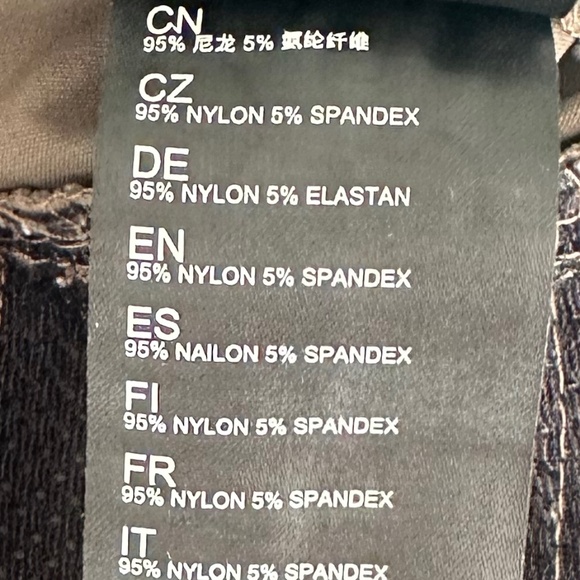 CN
95% 尼龙 5% 氨纶纤维
CZ
95% NYLON 5% SPANDEX
DE
95% NYLON 5% ELASTAN
EN
95% NYLON 5% SPANDEX
ES
95% NAILON 5% SPANDEX
FI
95% NYLON 5% SPANDEX
FR
95% NYLON 5% SPANDEX
IT
95% NYLON 5% SPANDEX